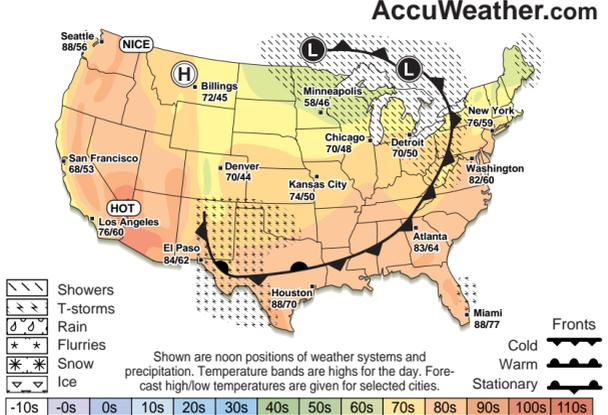 AccuWeather.com
Seattle
88/56
NICE
L
L
H
Billings
72/45
Minneapolis
58/46
New York
76/59
Chicago
70/48
Detroit
70/50
San Francisco
68/53
Denver
70/44
Kansas City
74/50
Washington
82/60
HOT
Los Angeles
76/60
El Paso
84/62
Atlanta
83/64
Houston
88/70
Miami
88/77
Showers
T-storms
Rain
Flurries
Snow
Ice
Shown are noon positions of weather systems and
precipitation. Temperature bands are highs for the day. Fore-
cast high/low temperatures are given for selected cities.
Fronts
Cold
Warm
Stationary
-10s -0s 0s 10s 20s 30s 40s 50s 60s 70s 80s 90s 100s 110s